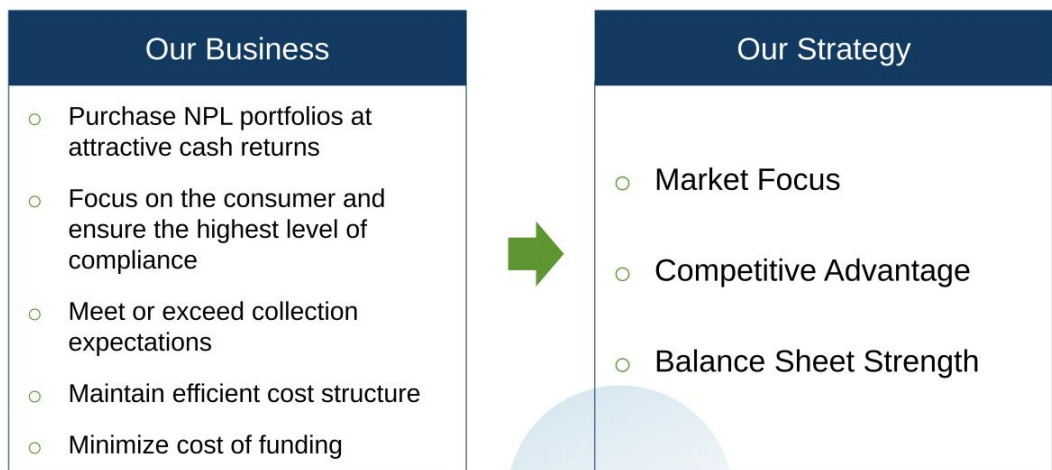 Our Business
Purchase NPL portfolios at
attractive cash returns
Focus on the consumer and
ensure the highest level of
compliance
Meet or exceed collection
expectations
Maintain efficient cost structure
Minimize cost of funding
Our Strategy
Market Focus
Competitive Advantage
Balance Sheet Strength